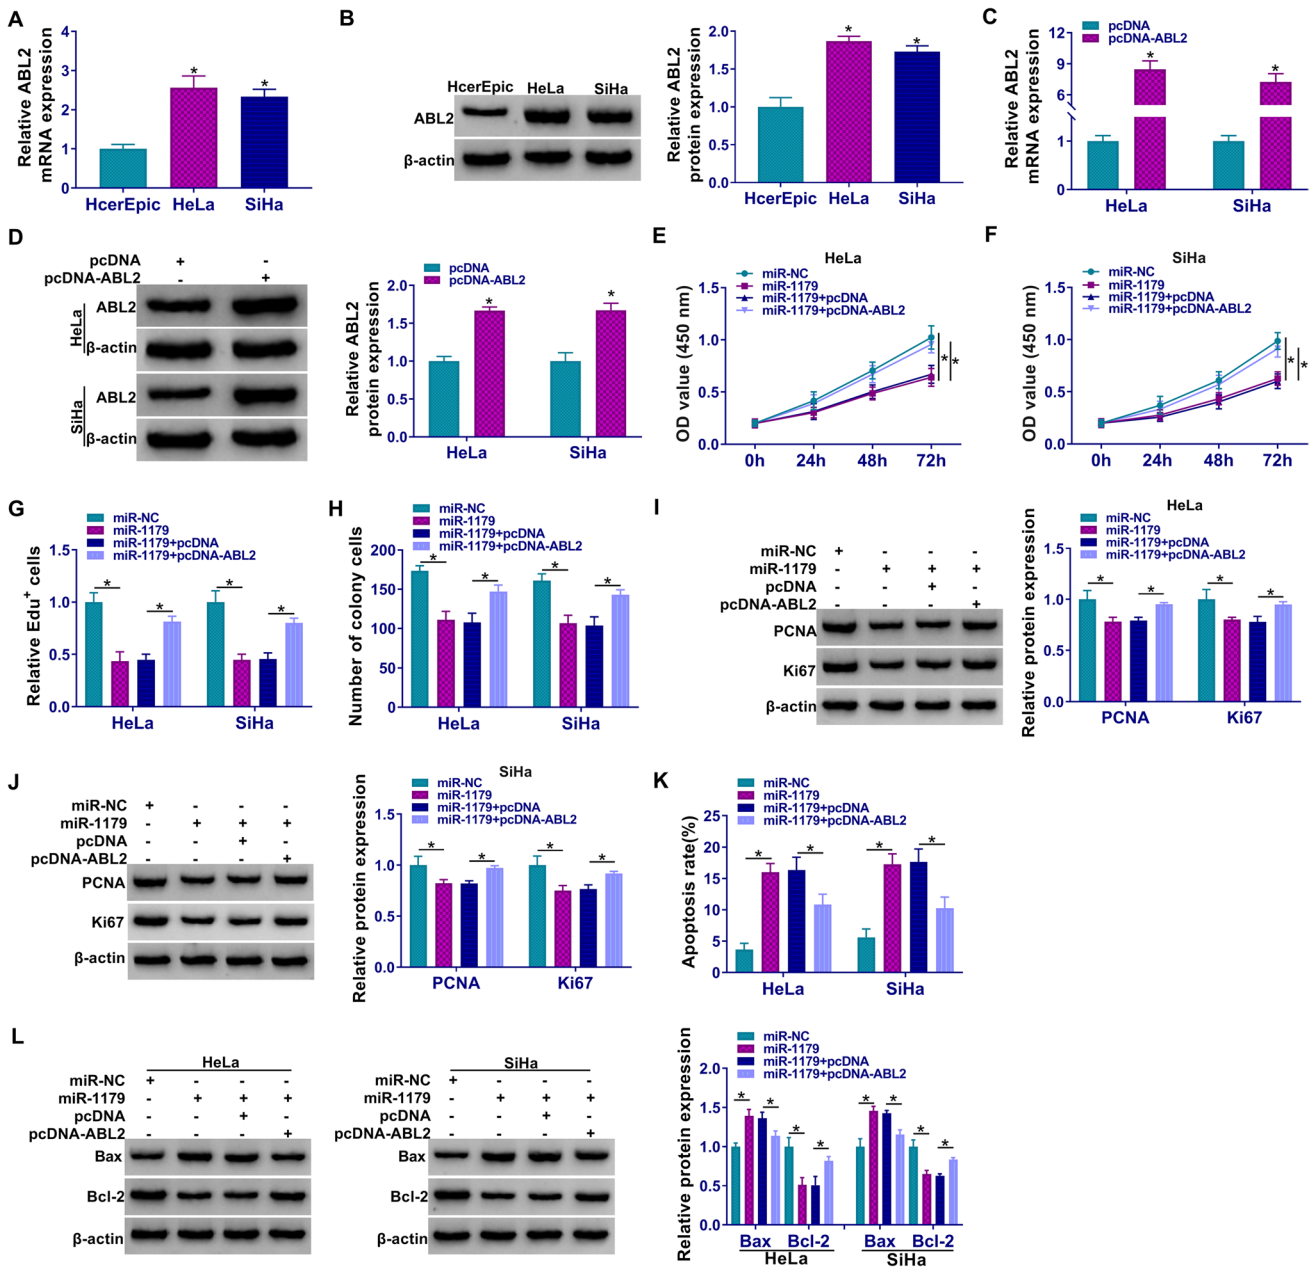 A
Relative ABL2
mRNA expression
4
3
2
1
0
*
*
HcerEpic HeLa SiHa
B
HcerEpic HeLa SiHa
ABL2
β-actin
Relative ABL2
protein expression
2.0
1.5
1.0
0.5
0.0
*
*
HcerEpic HeLa SiHa
C
pcDNA
pcDNA-ABL2
Relative ABL2
mRNA expression
12
9
6
1
0
*
*
HeLa SiHa
D
pcDNA + -
pcDNA-ABL2 - +
HeLa
ABL2
β-actin
SiHa
ABL2
β-actin
pcDNA
pcDNA-ABL2
Relative ABL2
protein expression
2.0
1.5
1.0
0.5
0.0
*
*
HeLa SiHa
E
HeLa
miR-NC
miR-1179
miR-1179+pcDNA
miR-1179+pcDNA-ABL2
OD value (450 nm)
1.5
1.0
0.5
0.0
* *
0h 24h 48h 72h
F
SiHa
miR-NC
miR-1179
miR-1179+pcDNA
miR-1179+pcDNA-ABL2
OD value (450 nm)
1.5
1.0
0.5
0.0
* *
0h 24h 48h 72h
G
miR-NC
miR-1179
miR-1179+pcDNA
miR-1179+pcDNA-ABL2
Relative Edu+ cells
1.5
1.0
0.5
0.0
* * * *
HeLa SiHa
H
miR-NC
miR-1179
miR-1179+pcDNA
miR-1179+pcDNA-ABL2
Number of colony cells
200
150
100
50
0
* * * *
HeLa SiHa
I
miR-NC + - - -
miR-1179 - + + +
pcDNA - - + -
pcDNA-ABL2 - - - +
PCNA
Ki67
β-actin
HeLa
miR-NC
miR-1179
miR-1179+pcDNA
miR-1179+pcDNA-ABL2
Relative protein expression
1.5
1.0
0.5
0.0
* * * *
PCNA Ki67
J
miR-NC + - - -
miR-1179 - + + +
pcDNA - - + -
pcDNA-ABL2 - - - +
PCNA
Ki67
β-actin
SiHa
miR-NC
miR-1179
miR-1179+pcDNA
miR-1179+pcDNA-ABL2
Relative protein expression
1.5
1.0
0.5
0.0
* * * *
PCNA Ki67
K
miR-NC
miR-1179
miR-1179+pcDNA
miR-1179+pcDNA-ABL2
Apoptosis rate(%)
25
20
15
10
5
0
* * * *
HeLa SiHa
L
HeLa
miR-NC + - - -
miR-1179 - + + +
pcDNA - - + -
pcDNA-ABL2 - - - +
Bax
Bcl-2
β-actin
SiHa
miR-NC + - - -
miR-1179 - + + +
pcDNA - - + -
pcDNA-ABL2 - - - +
Bax
Bcl-2
β-actin
miR-NC
miR-1179
miR-1179+pcDNA
miR-1179+pcDNA-ABL2
Relative protein expression
2.0
1.5
1.0
0.5
0.0
* * * * * * * *
Bax Bcl-2 Bax Bcl-2
HeLa SiHa